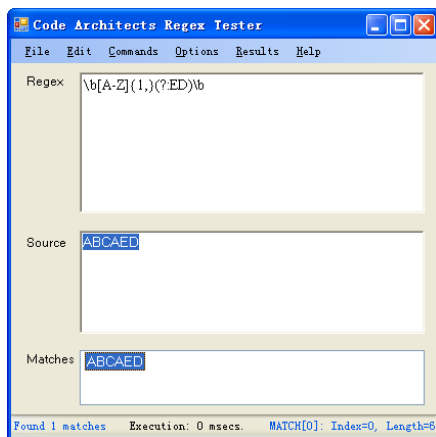 Code Architects Regex Tester
File Edit Commands Options Results Help
Regex
\b[A-Z]{1,}(?:ED)\b
Source
ABCAED
Matches
ABCAED
Found 1 matches Execution: 0 msecs. MATCH[0]: Index=0, Length=6